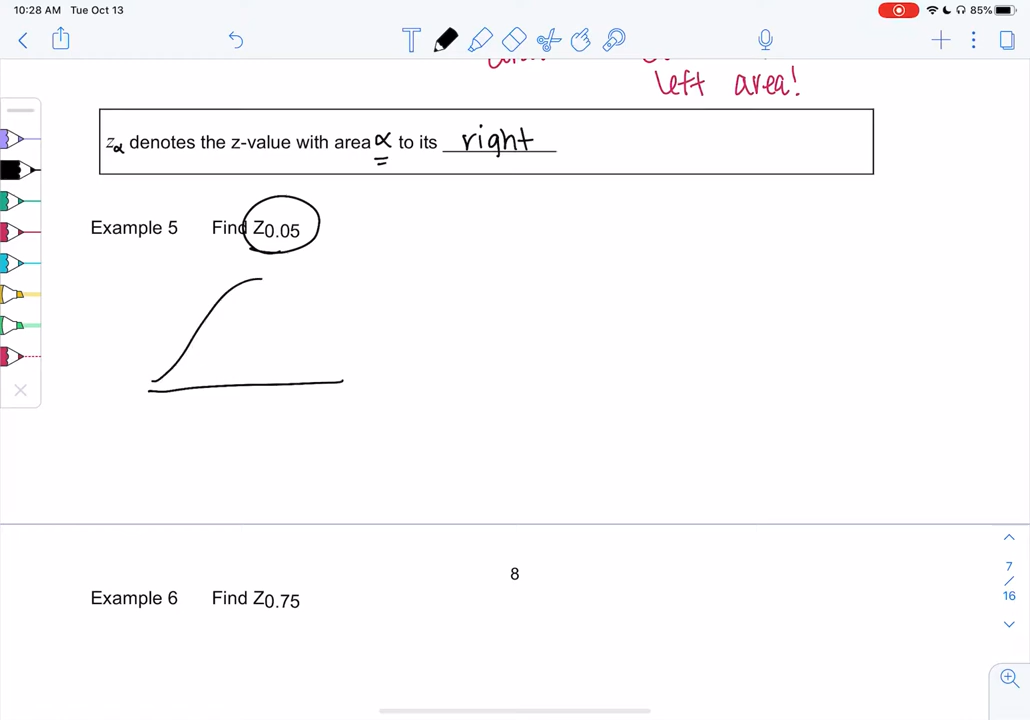 10:28 AM Tue Oct 13
85%
left area!
zα denotes the z-value with area α to its right
Example 5 Find Z0.05
8
7
/
16
Example 6 Find Z0.75